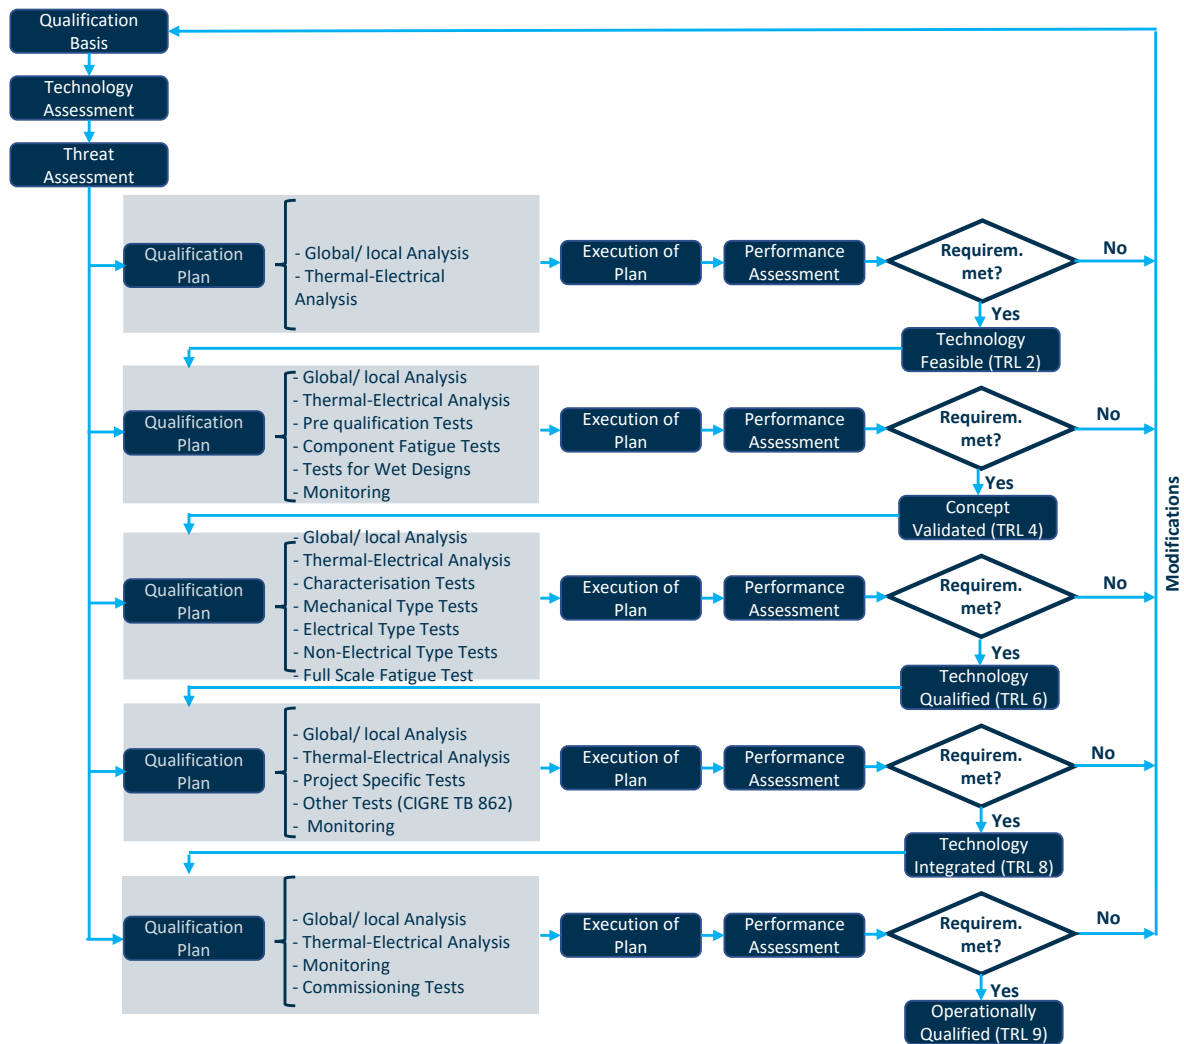 Qualification
Basis
Technology
Assessment
Threat
Assessment
Qualification
Plan
- Global/ local Analysis
- Thermal-Electrical
Analysis
Execution of
Plan
Performance
Assessment
Requirem.
met?
No
Yes
Technology
Feasible (TRL 2)
Qualification
Plan
- Global/ local Analysis
- Thermal-Electrical Analysis
- Pre qualification Tests
- Component Fatigue Tests
- Tests for Wet Designs
- Monitoring
Execution of
Plan
Performance
Assessment
Requirem.
met?
No
Yes
Concept
Validated (TRL 4)
Modifications
Qualification
Plan
- Global/ local Analysis
- Thermal-Electrical Analysis
- Characterisation Tests
- Mechanical Type Tests
- Electrical Type Tests
- Non-Electrical Type Tests
- Full Scale Fatigue Test
Execution of
Plan
Performance
Assessment
Requirem.
met?
No
Yes
Technology
Qualified (TRL 6)
Qualification
Plan
- Global/ local Analysis
- Thermal-Electrical Analysis
- Project Specific Tests
- Other Tests (CIGRE TB 862)
- Monitoring
Execution of
Plan
Performance
Assessment
Requirem.
met?
No
Yes
Technology
Integrated (TRL 8)
Qualification
Plan
- Global/ local Analysis
- Thermal-Electrical Analysis
- Monitoring
- Commissioning Tests
Execution of
Plan
Performance
Assessment
Requirem.
met?
No
Yes
Operationally
Qualified (TRL 9)